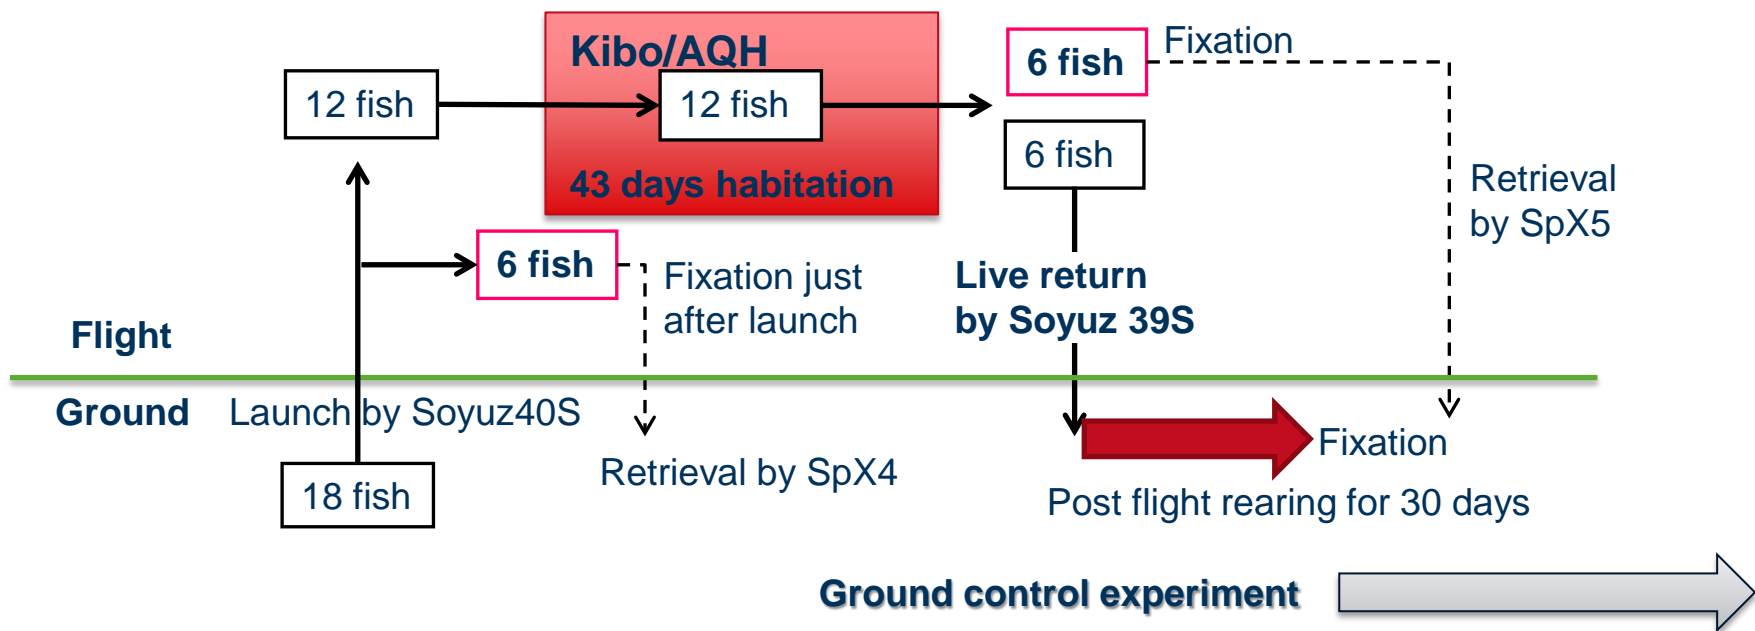 Kibo/AQH
12 fish
12 fish
43 days habitation
6 fish
Fixation
6 fish
Retrieval
by SpX5
6 fish
Fixation just
after launch
Live return
by Soyuz 39S
Flight
Ground
Launch by Soyuz40S
18 fish
Retrieval by SpX4
Fixation
Post flight rearing for 30 days
Ground control experiment